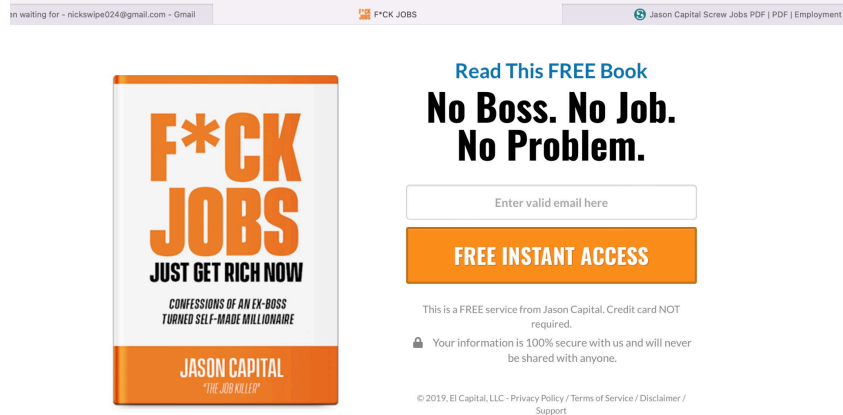 en waiting for - nickswipe024@gmail.com - Gmail
F*CK JOBS
Jason Capital Screw Jobs PDF | PDF | Employment
F*CK
JOBS
JUST GET RICH NOW
CONFESSIONS OF AN EX-BOSS
TURNED SELF-MADE MILLIONAIRE
JASON CAPITAL
"THE JOB KILLER"
Read This FREE Book
No Boss. No Job.
No Problem.
Enter valid email here
FREE INSTANT ACCESS
This is a FREE service from Jason Capital. Credit card NOT
required.
Your information is 100% secure with us and will never
be shared with anyone.
© 2019, El Capital, LLC - Privacy Policy / Terms of Service / Disclaimer /
Support